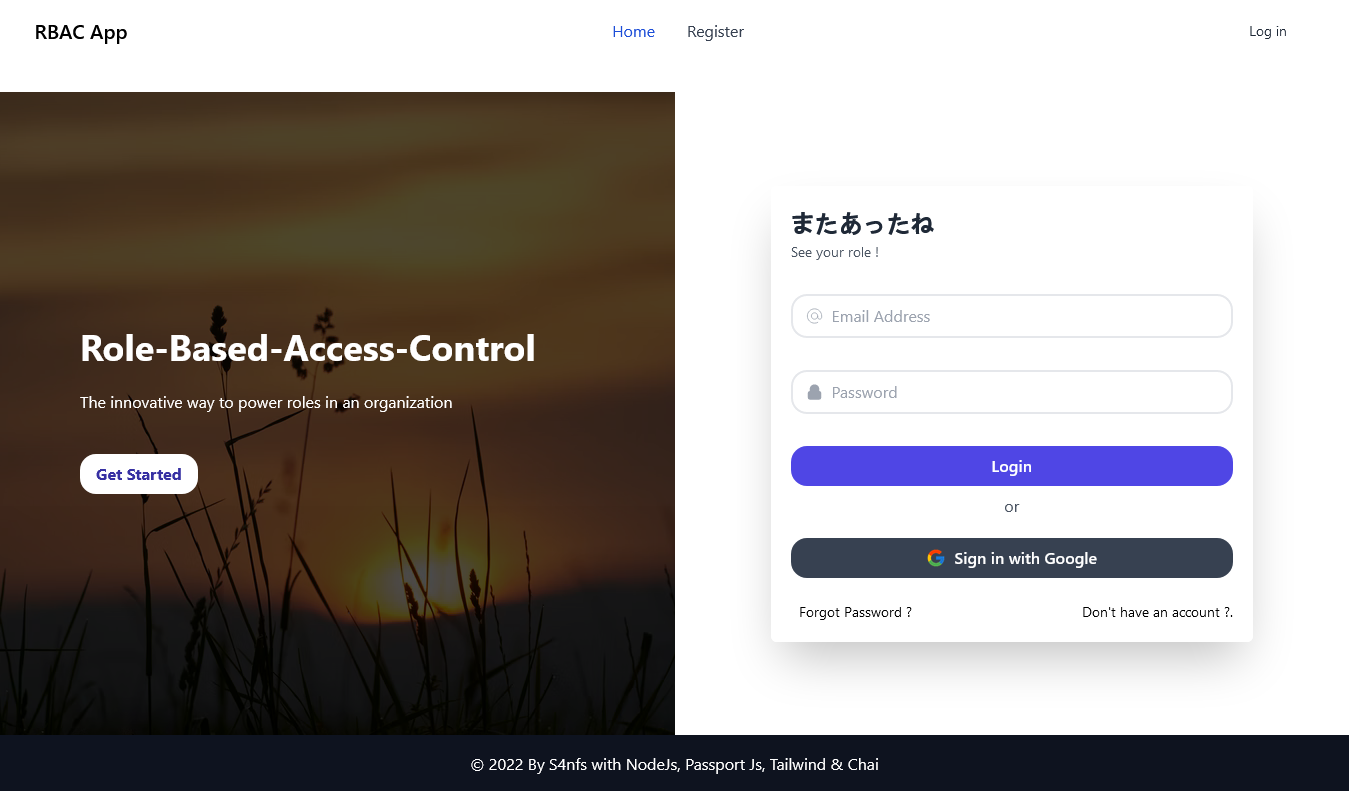 RBAC App
Home
Register
Log in
Role-Based-Access-Control
The innovative way to power roles in an organization
Get Started
またあったね
See your role !
Email Address
Password
Login
or
Sign in with Google
Forgot Password ?
Don't have an account ?.
© 2022 By S4nfs with NodeJs, Passport Js, Tailwind & Chai